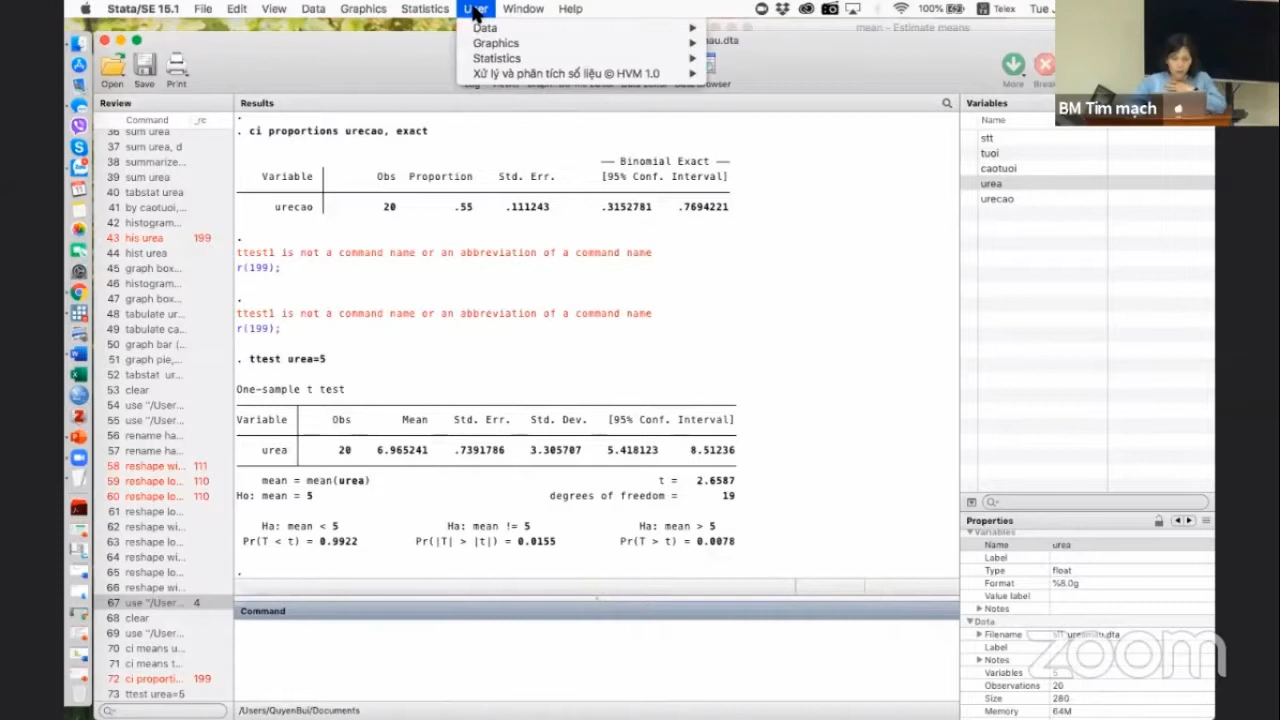 Stata/SE 15.1 File Edit View Data Graphics Statistics User Window Help 100% Telex Tue
Data
Graphics
Statistics
Xử lý và phân tích số liệu © HVM 1.0
mean - Estimate means
Open Save Print
More
BM Tim mach
Review
Command _rc
36 sum urea
37 sum urea, d
38 summarize...
39 sum urea
40 tabstat urea
41 by caotuoi,...
42 histogram...
43 his urea 199
44 hist urea
45 graph box...
46 histogram...
47 graph box...
48 tabulate ur...
49 tabulate ca...
50 graph bar (...
51 graph pie,...
52 tabstat ur...
53 clear
54 use "/User...
55 use "/User...
56 rename ha...
57 rename ha...
58 reshape wi... 111
59 reshape lo... 110
60 reshape lo... 110
61 reshape lo...
62 reshape wi...
63 reshape lo...
64 reshape wi...
65 reshape lo...
66 reshape wi...
67 use "/User... 4
68 clear
69 use "/User...
70 ci means u...
71 ci means t...
72 ci proporti... 199
73 ttest urea=5
Results
.
. ci proportions urecao, exact
— Binomial Exact —
Variable Obs Proportion Std. Err. [95% Conf. Interval]
urecao 20 .55 .111243 .3152781 .7694221
.
ttest1 is not a command name or an abbreviation of a command name
r(199);
.
ttest1 is not a command name or an abbreviation of a command name
r(199);
. ttest urea=5
One-sample t test
Variable Obs Mean Std. Err. Std. Dev. [95% Conf. Interval]
urea 20 6.965241 .7391786 3.305707 5.418123 8.51236
mean = mean(urea) t = 2.6587
Ho: mean = 5 degrees of freedom = 19
Ha: mean < 5 Ha: mean != 5 Ha: mean > 5
Pr(T < t) = 0.9922 Pr(|T| > |t|) = 0.0155 Pr(T > t) = 0.0078
.
Command
/Users/QuyenBui/Documents
Variables
Name
stt
tuoi
caotuoi
urea
urecao
Properties
Variables
Name urea
Label
Type float
Format %8.0g
Value label
Notes
Data
Filename
Label
Notes
Variables 5
Observations 20
Size 280
Memory 64M
zoom